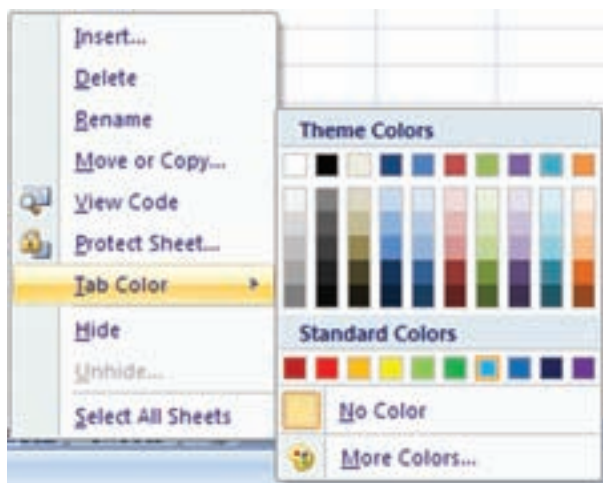 Insert...
Delete
Rename
Move or Copy...
View Code
Protect Sheet...
Tab Color
Hide
Unhide...
Select All Sheets
Theme Colors
Standard Colors
No Color
More Colors...